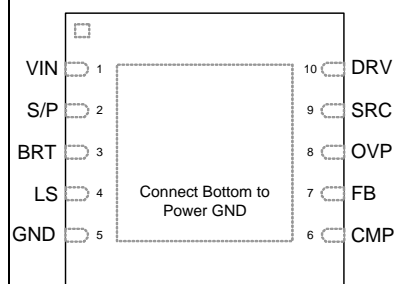 VIN 1 10 DRV
S/P 2 9 SRC
BRT 3 8 OVP
LS 4 Connect Bottom to Power GND 7 FB
GND 5 6 CMP